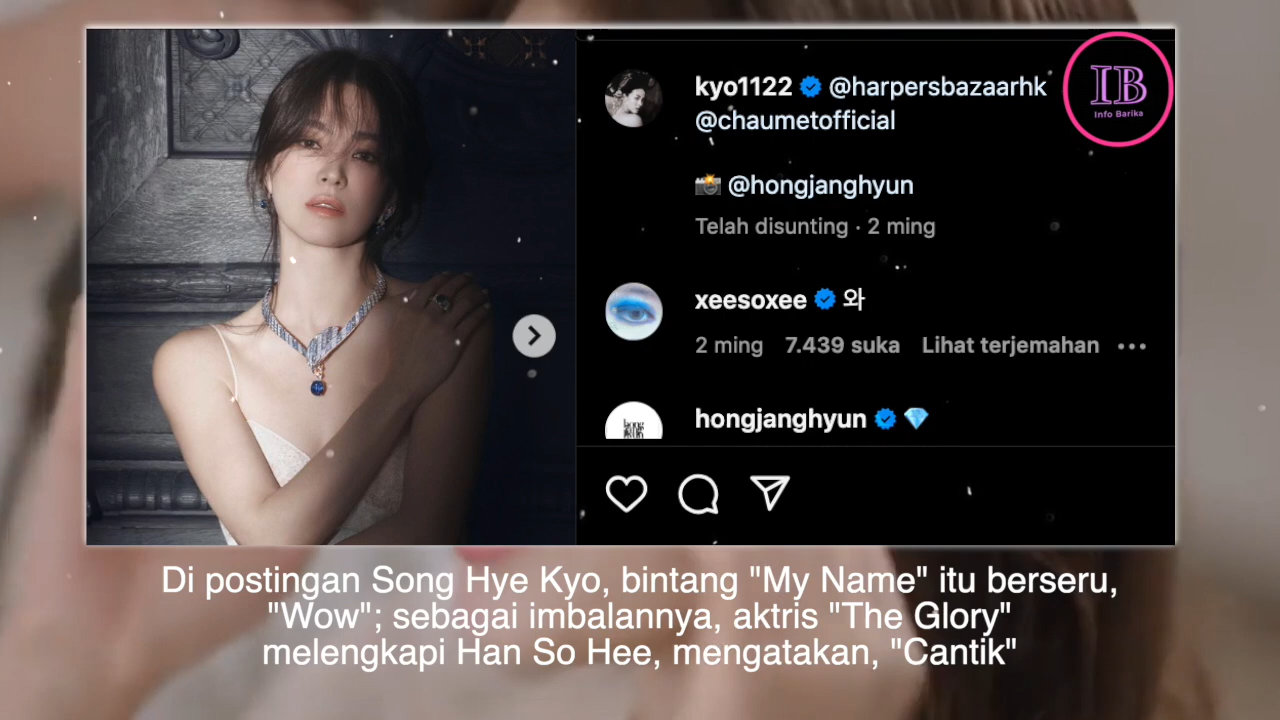 kyo1122 @harpersbazaarhk
@chaumetofficial
📸 @hongjanghyun
Telah disunting · 2 ming
xeesoxee 와
2 ming 7.439 suka Lihat terjemahan
hongjanghyun 💎
IB
Info Barika
Di postingan Song Hye Kyo, bintang "My Name" itu berseru,
"Wow"; sebagai imbalannya, aktris "The Glory"
melengkapi Han So Hee, mengatakan, "Cantik"